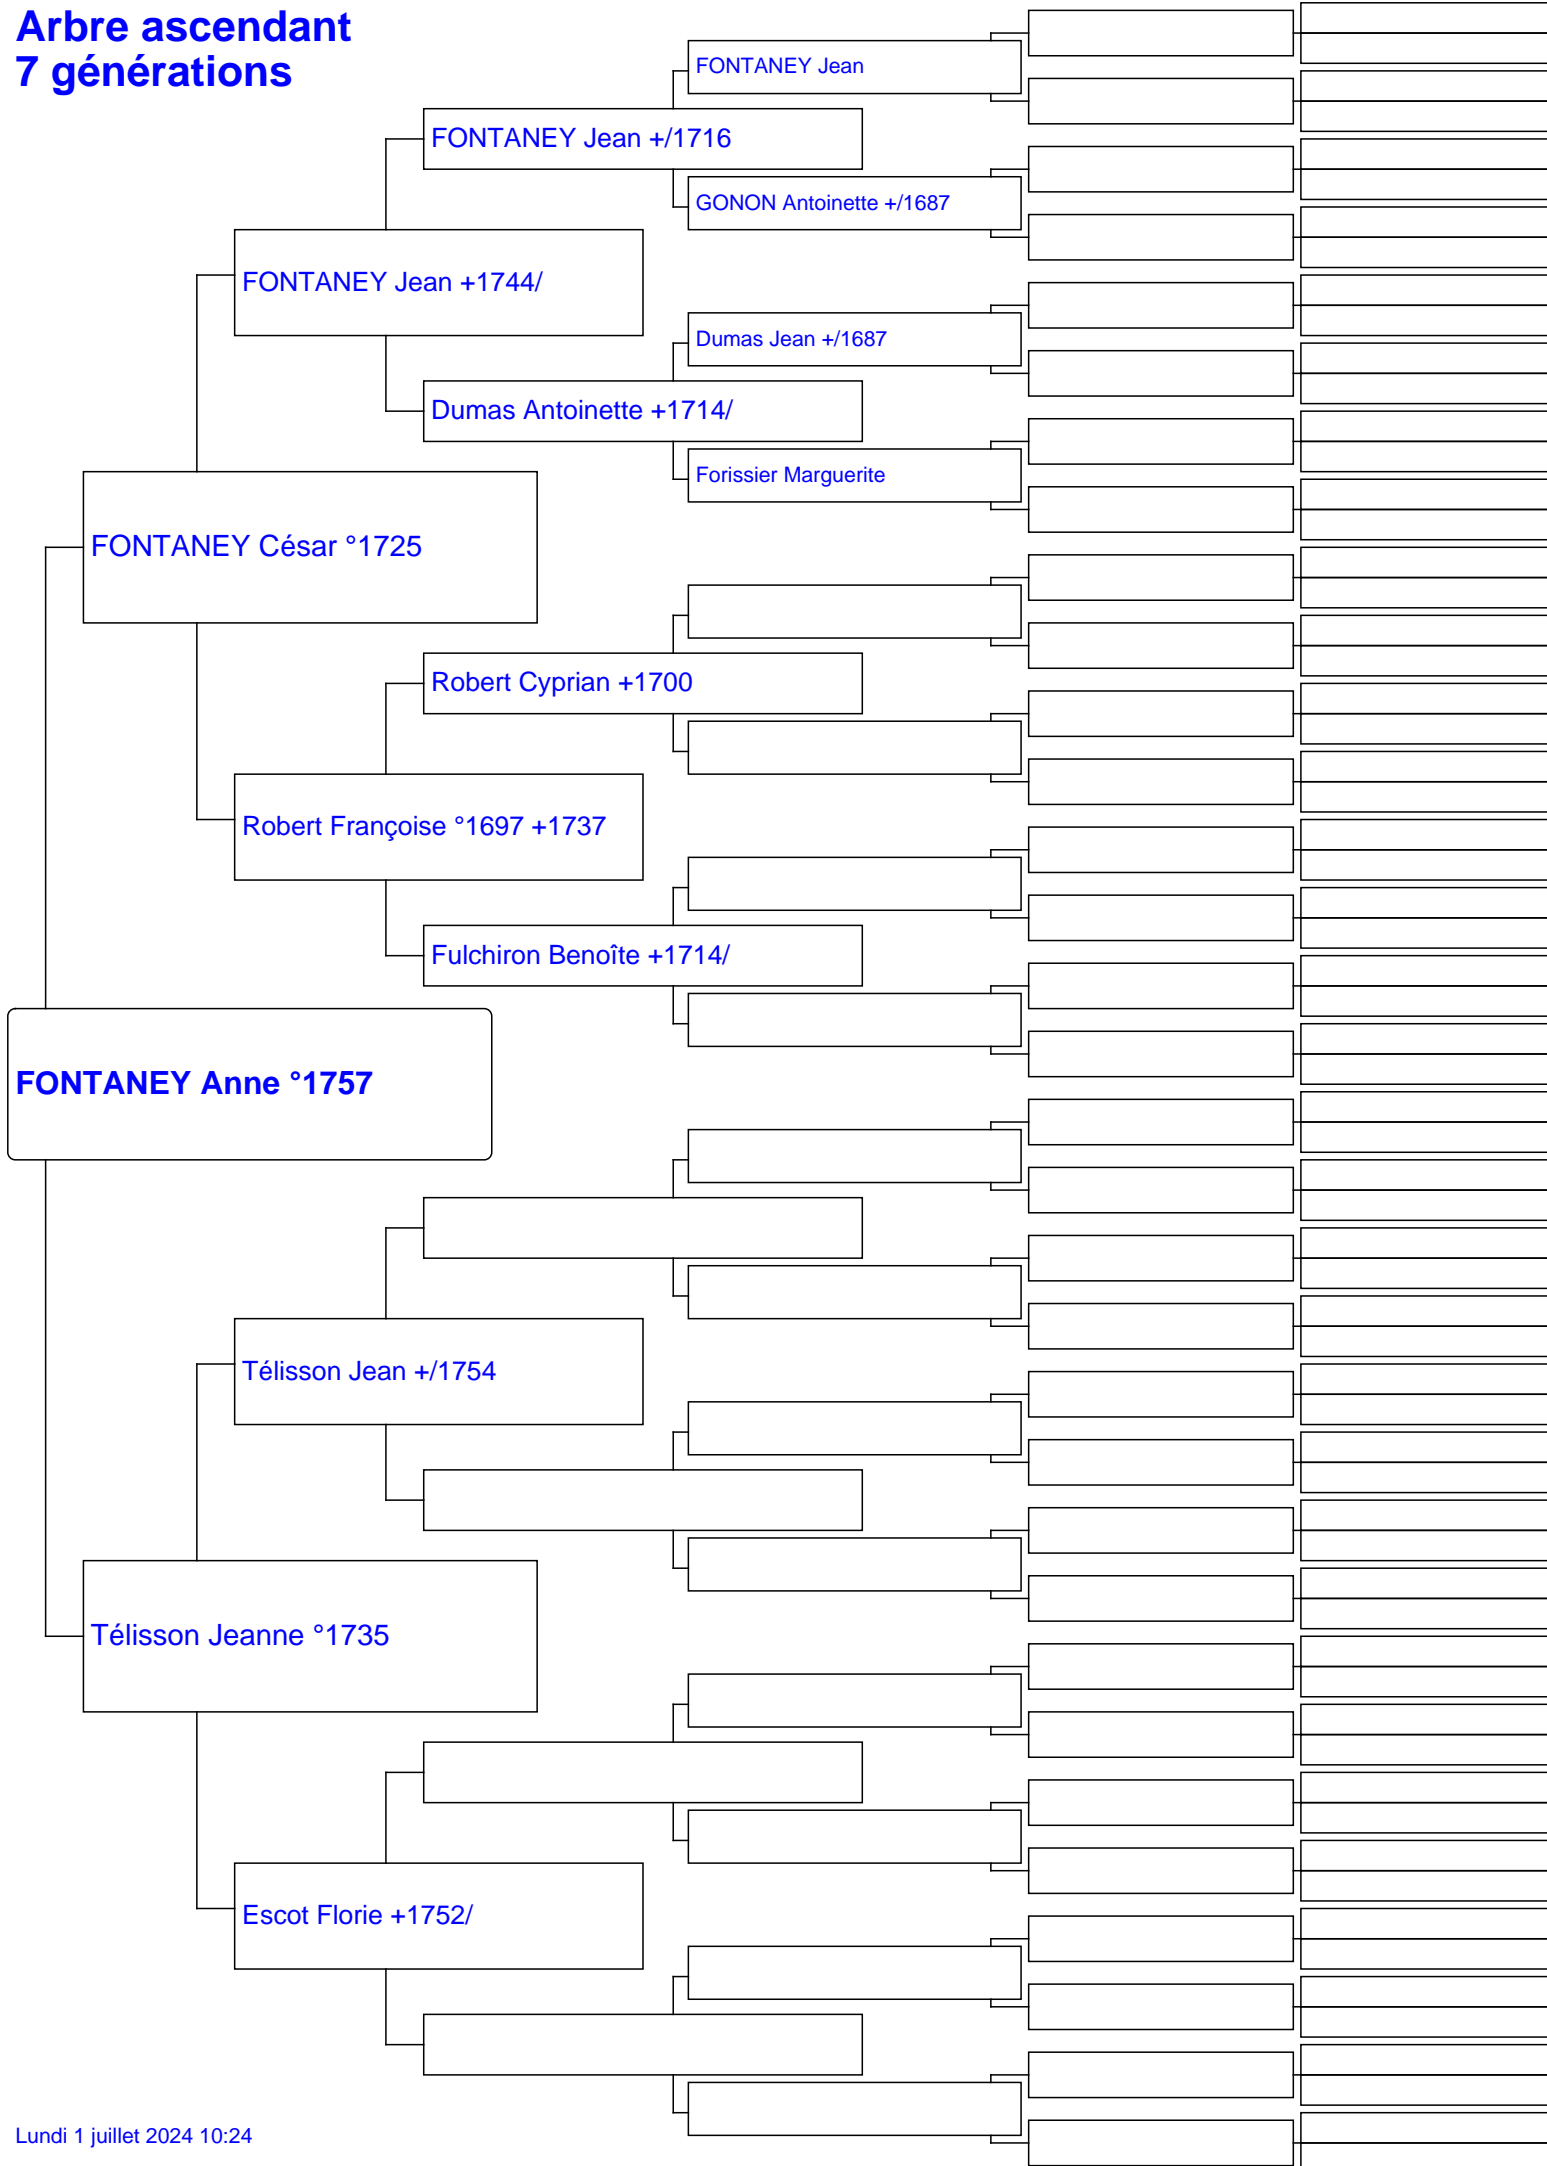 Arbre ascendant
7 générations
FONTANEY Jean
FONTANEY Jean +/1716
GONON Antoinette +/1687
FONTANEY Jean +1744/
Dumas Jean +/1687
Dumas Antoinette +1714/
Forissier Marguerite
FONTANEY César °1725
Robert Cyprian +1700
Robert Françoise °1697 +1737
Fulchiron Benoîte +1714/
FONTANEY Anne °1757
Télisson Jean +/1754
Télisson Jeanne °1735
Escot Florie +1752/
Lundi 1 juillet 2024 10:24